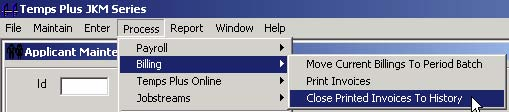 Temps Plus JKM Series
File Maintain Enter Process Report Window Help
Applicant Mainte
Payroll
Billing
Temps Plus Online
Jobstreams
Move Current Billings To Period Batch
Print Invoices
Close Printed Invoices To History
Id